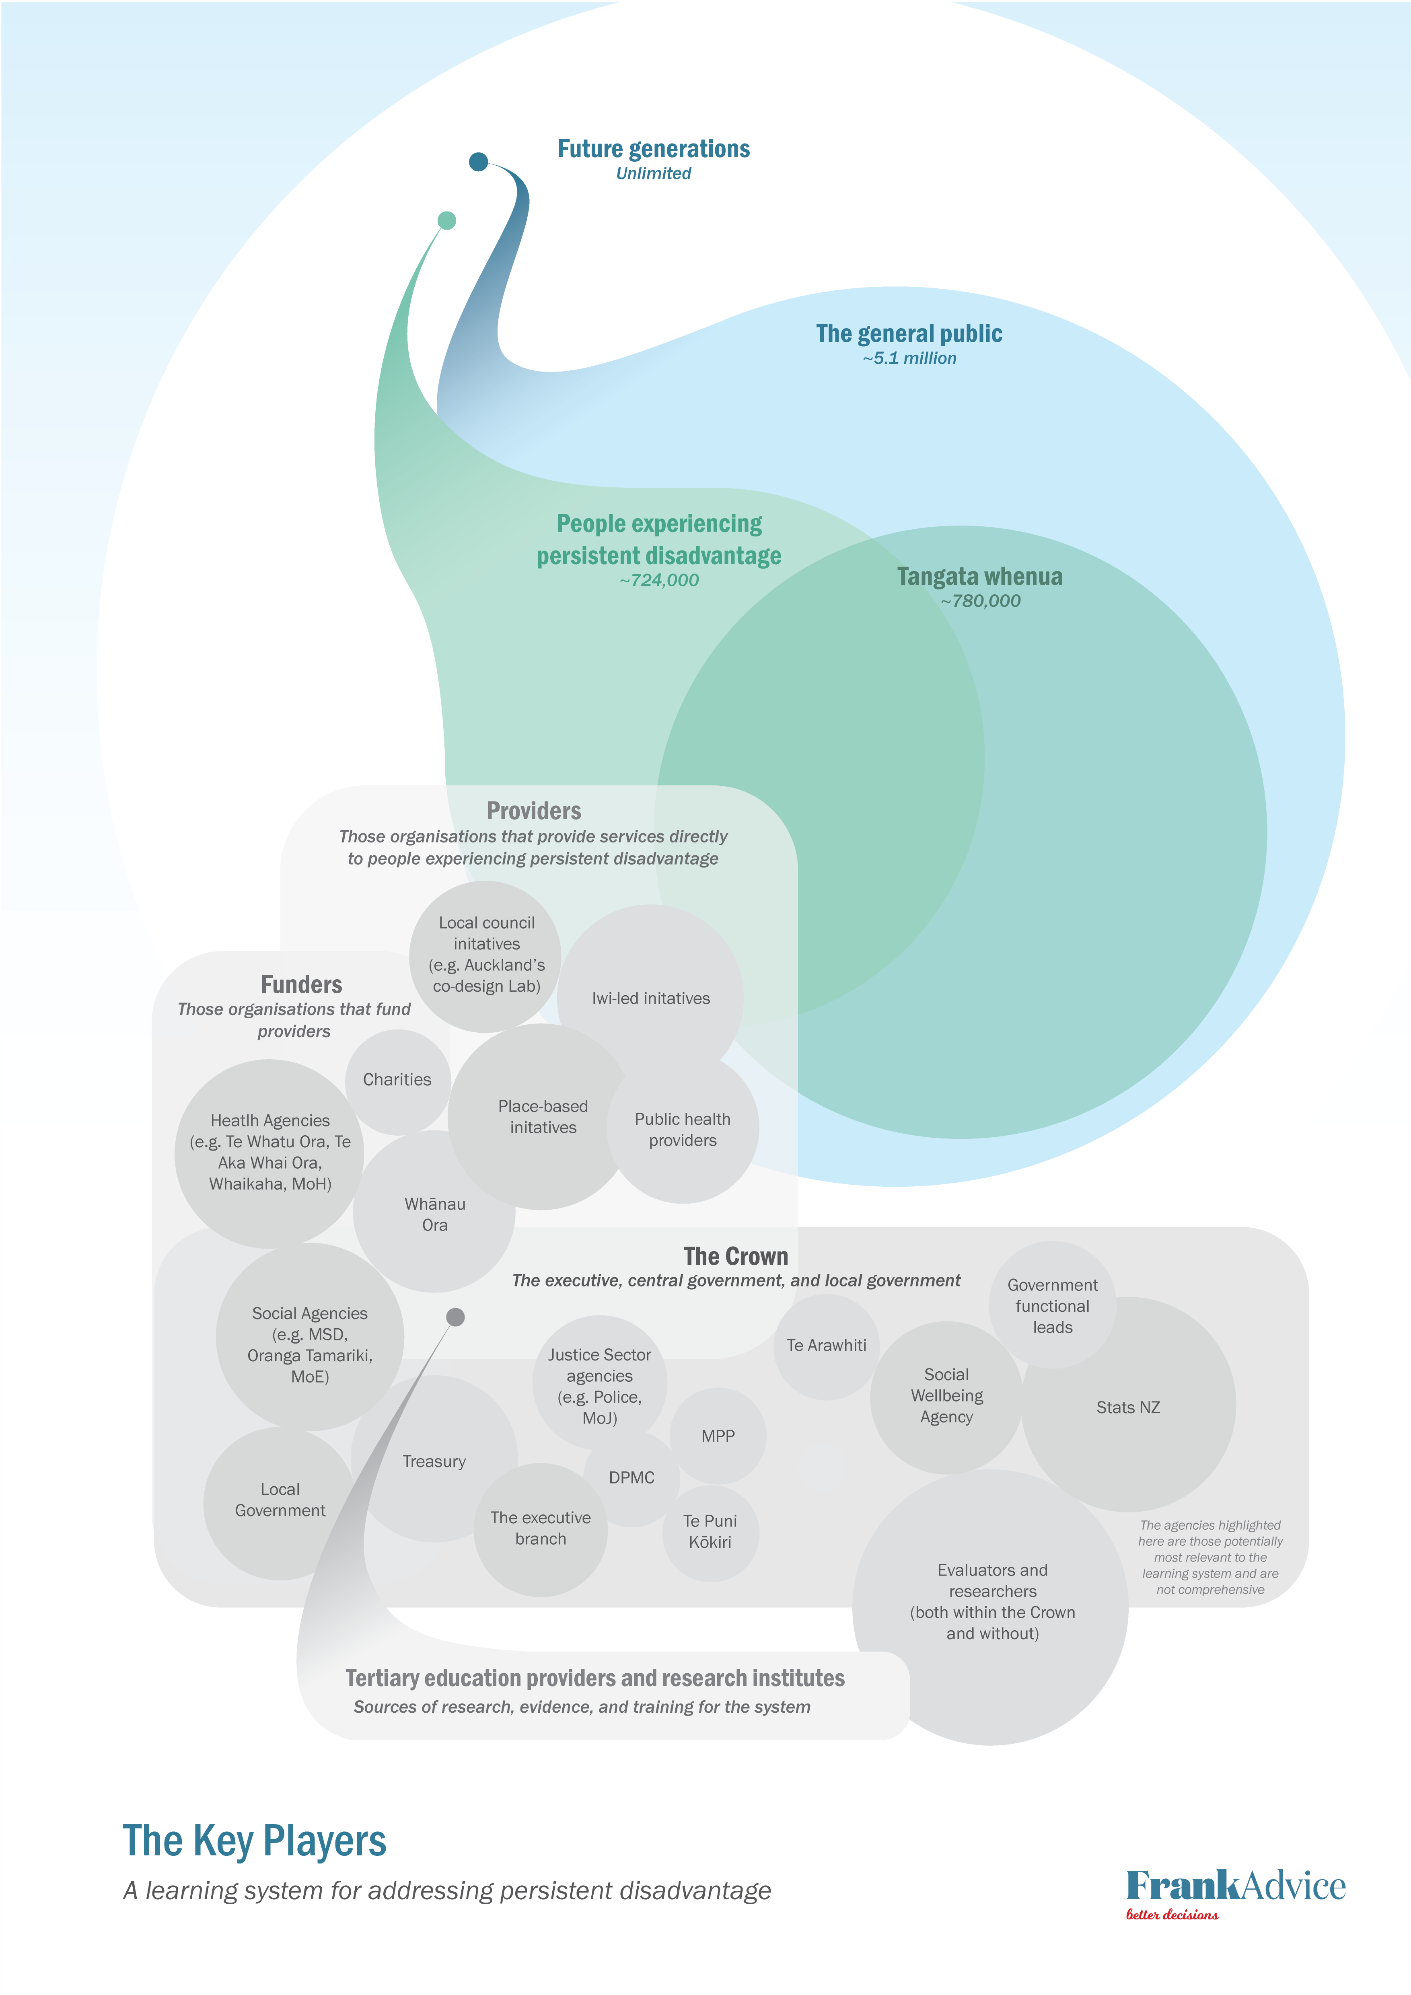 Future generations
Unlimited
The general public
~5.1 million
People experiencing
persistent disadvantage
~724,000
Tangata whenua
~780,000
Providers
Those organisations that provide services directly
to people experiencing persistent disadvantage
Local council
initatives
(e.g. Auckland's
co-design Lab)
Iwi-led initatives
Funders
Those organisations that fund
providers
Charities
Place-based
initatives
Public health
providers
Heatlh Agencies
(e.g. Te Whatu Ora, Te
Aka Whai Ora,
Whaikaha, MoH)
Whānau
Ora
The Crown
The executive, central government, and local government
Social Agencies
(e.g. MSD,
Oranga Tamariki,
MoE)
Justice Sector
agencies
(e.g. Police,
MoJ)
Te Arawhiti
Government
functional
leads
Social
Wellbeing
Agency
Stats NZ
Treasury
MPP
DPMC
Local
Government
The executive
branch
Te Puni
Kōkiri
The agencies highlighted
here are those potentially
most relevant to the
learning system and are
not comprehensive
Evaluators and
researchers
(both within the Crown
and without)
Tertiary education providers and research institutes
Sources of research, evidence, and training for the system
The Key Players
A learning system for addressing persistent disadvantage
FrankAdvice
better decisions